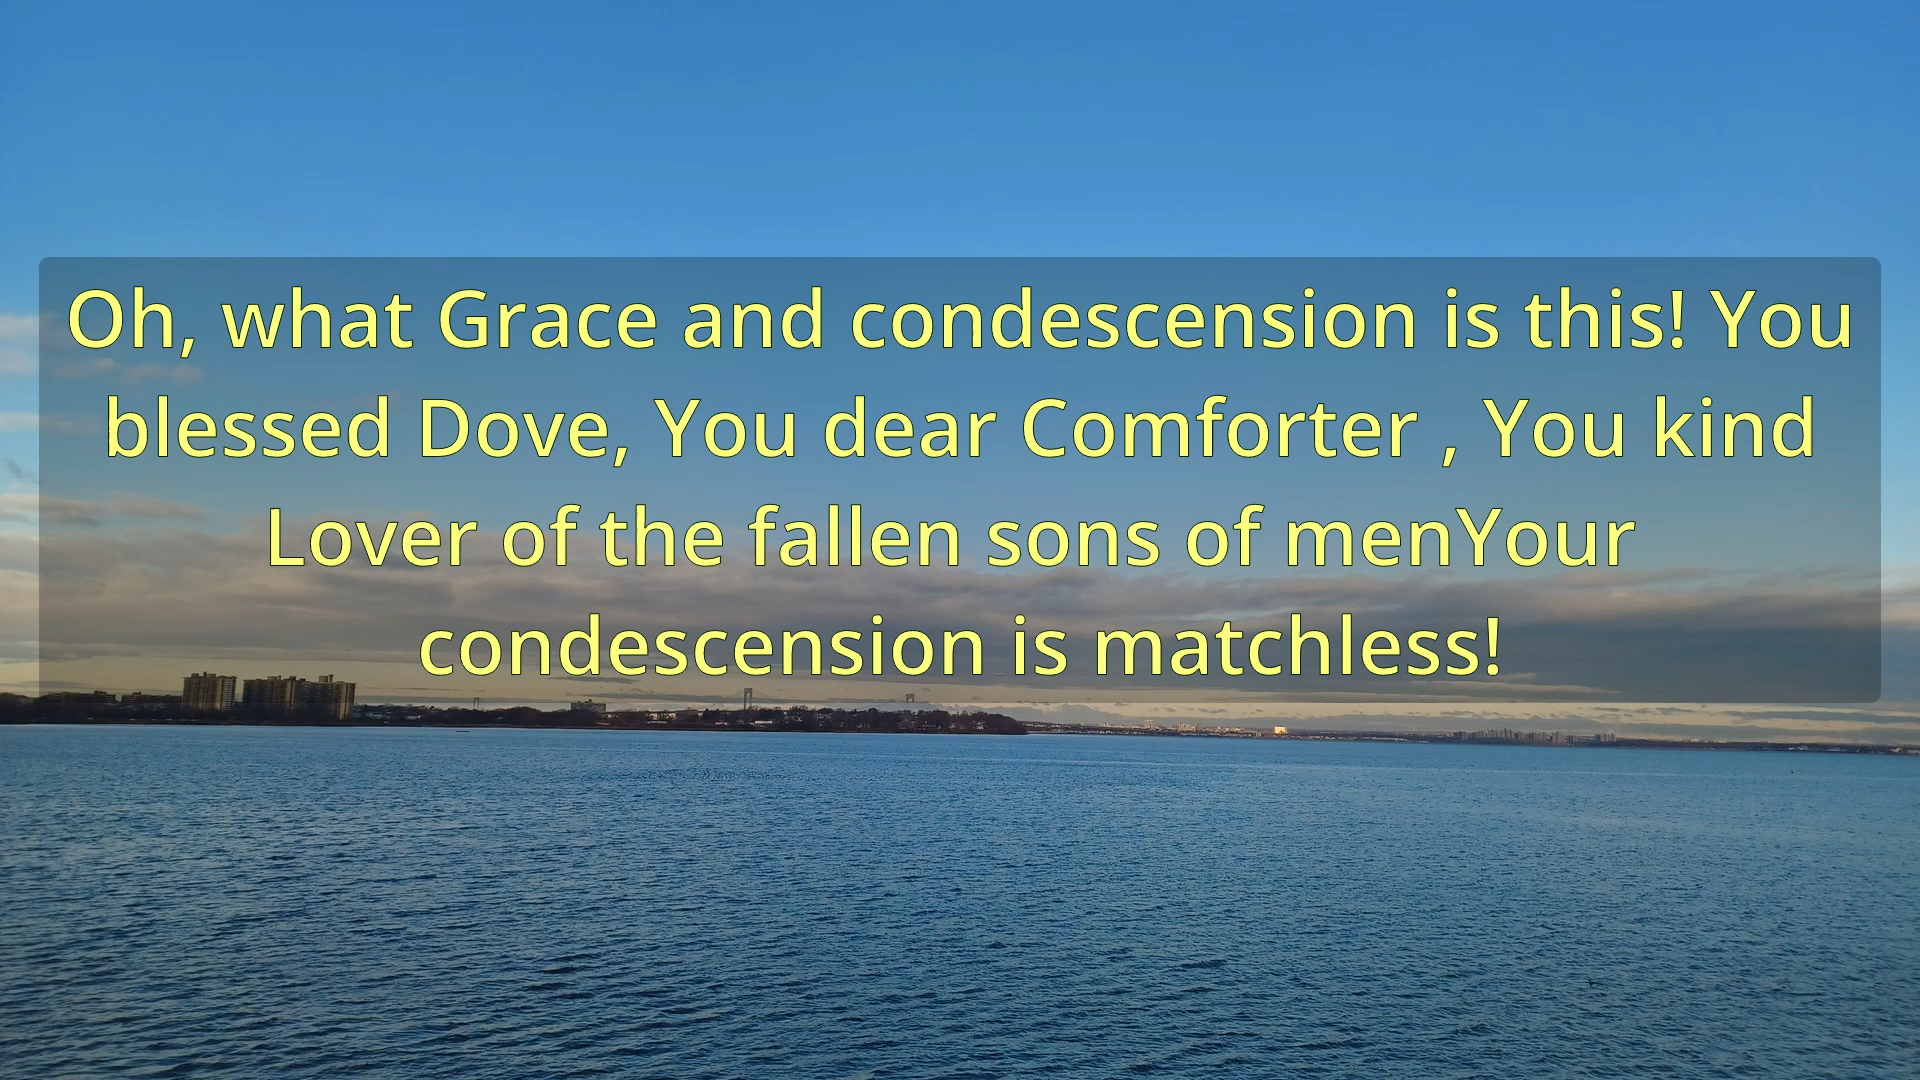 Oh, what Grace and condescension is this! You
blessed Dove, You dear Comforter , You kind
Lover of the fallen sons of menYour
condescension is matchless!